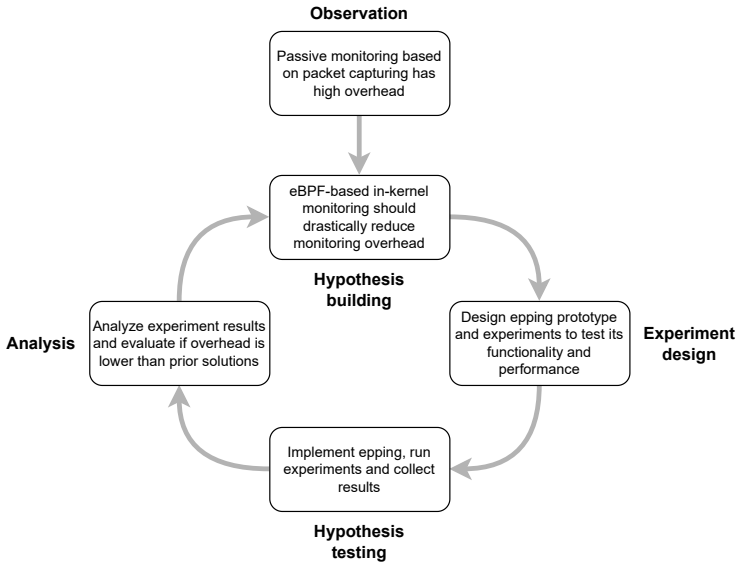 Observation
Passive monitoring based
on packet capturing has
high overhead
eBPF-based in-kernel
monitoring should
drastically reduce
monitoring overhead
Hypothesis
building
Design epping prototype
and experiments to test its
functionality and
performance
Experiment
design
Implement epping, run
experiments and collect
results
Hypothesis
testing
Analysis
Analyze experiment results
and evaluate if overhead is
lower than prior solutions